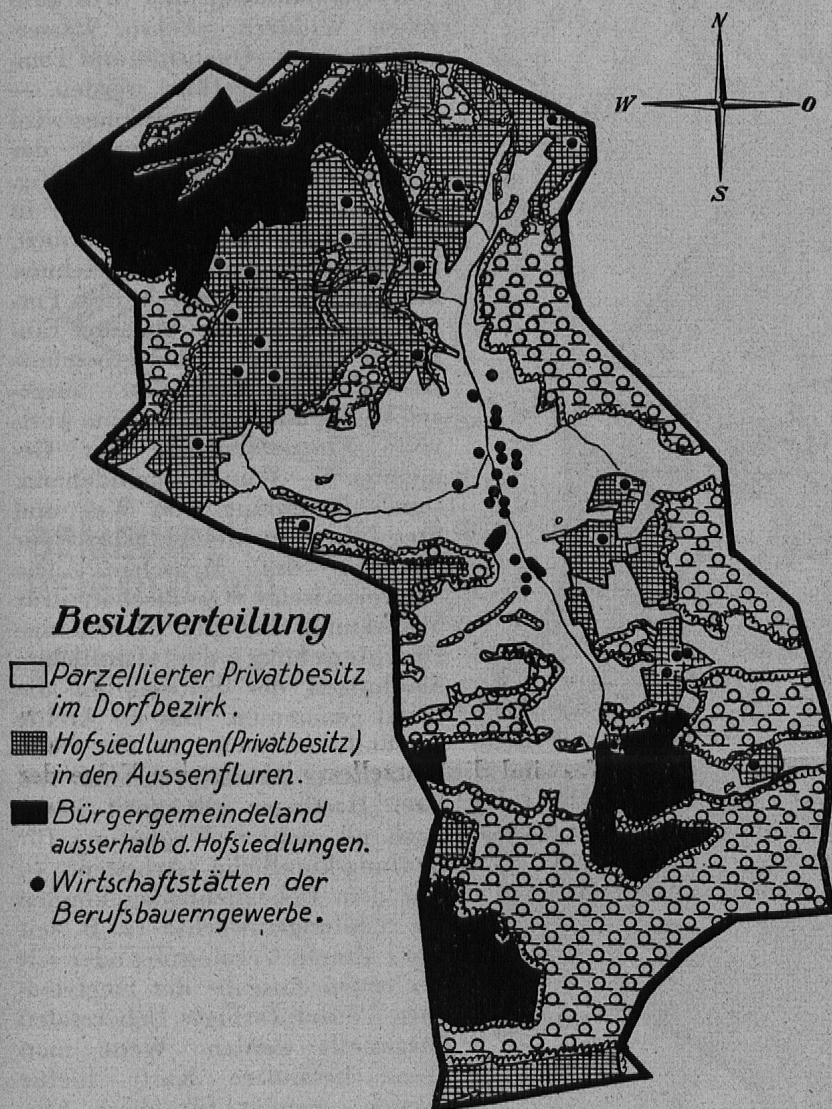 N
W O
S
Besitzverteilung
Parzellierter Privatbesitz
im Dorfbezirk.
Hofsiedlungen (Privatbesitz)
in den Aussenfluren.
Bürgergemeindeland
ausserhalb d. Hofsiedlungen.
Wirtschaftstätten der
Berufsbauerngewerbe.